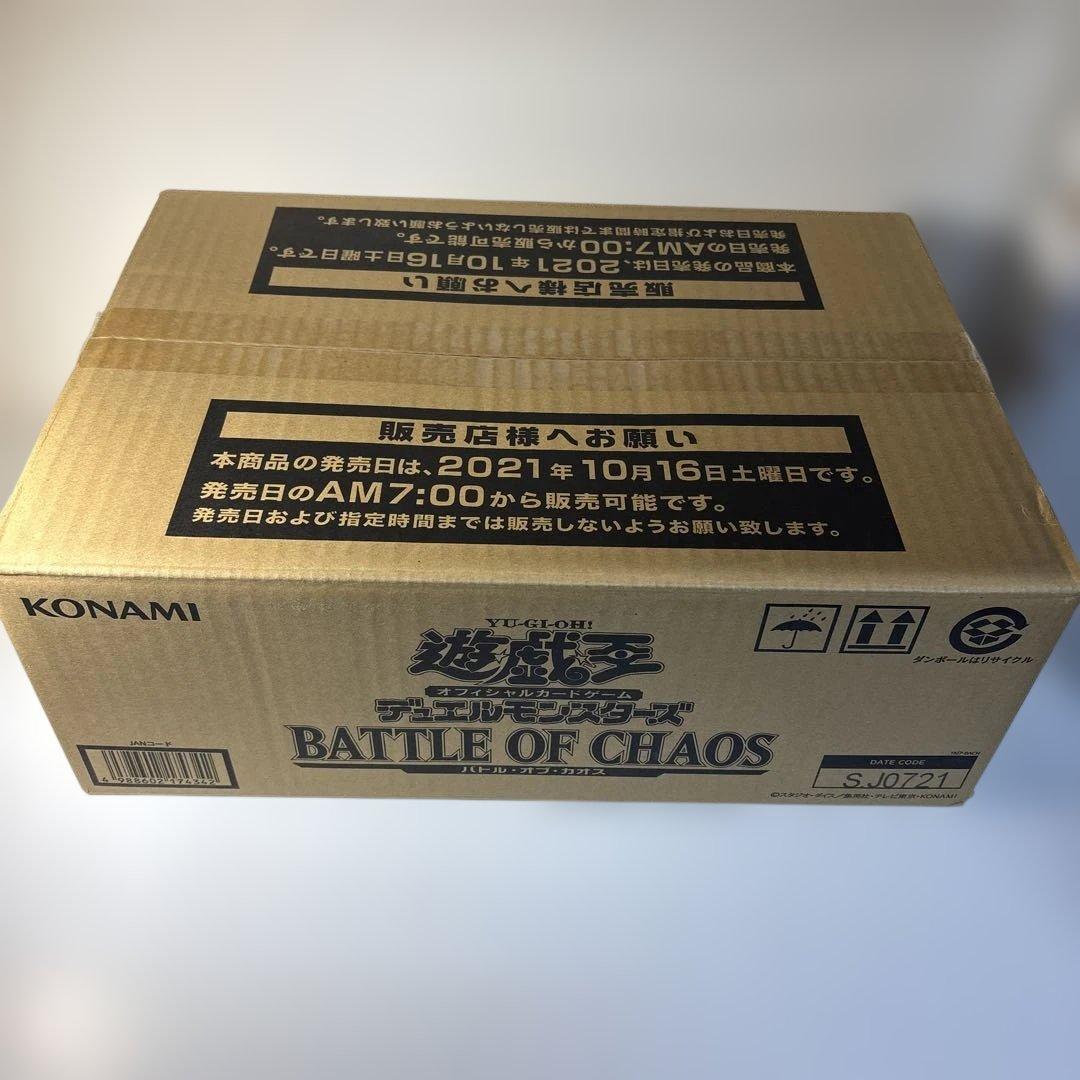 販売店様へお願い
本商品の発売日は、2021年10月16日土曜日です。
発売日のAM7:00から販売可能です。
発売日および指定時間までは販売しないようお願い致します。
販売店様へお願い
本商品の発売日は、2021年10月16日土曜日です。
発売日のAM7:00から販売可能です。
発売日および指定時間までは販売しないようお願い致します。
KONAMI
YU-GI-OH!
遊戯王
オフィシャルカードゲーム
デュエルモンスターズ
BATTLE OF CHAOS
バトル・オブ・カオス
ダンボールはリサイクル
JANコード
4 988602 174342
DATE CODE
S.J0721
©スタジオ・ダイス/集英社・テレビ東京・KONAMI